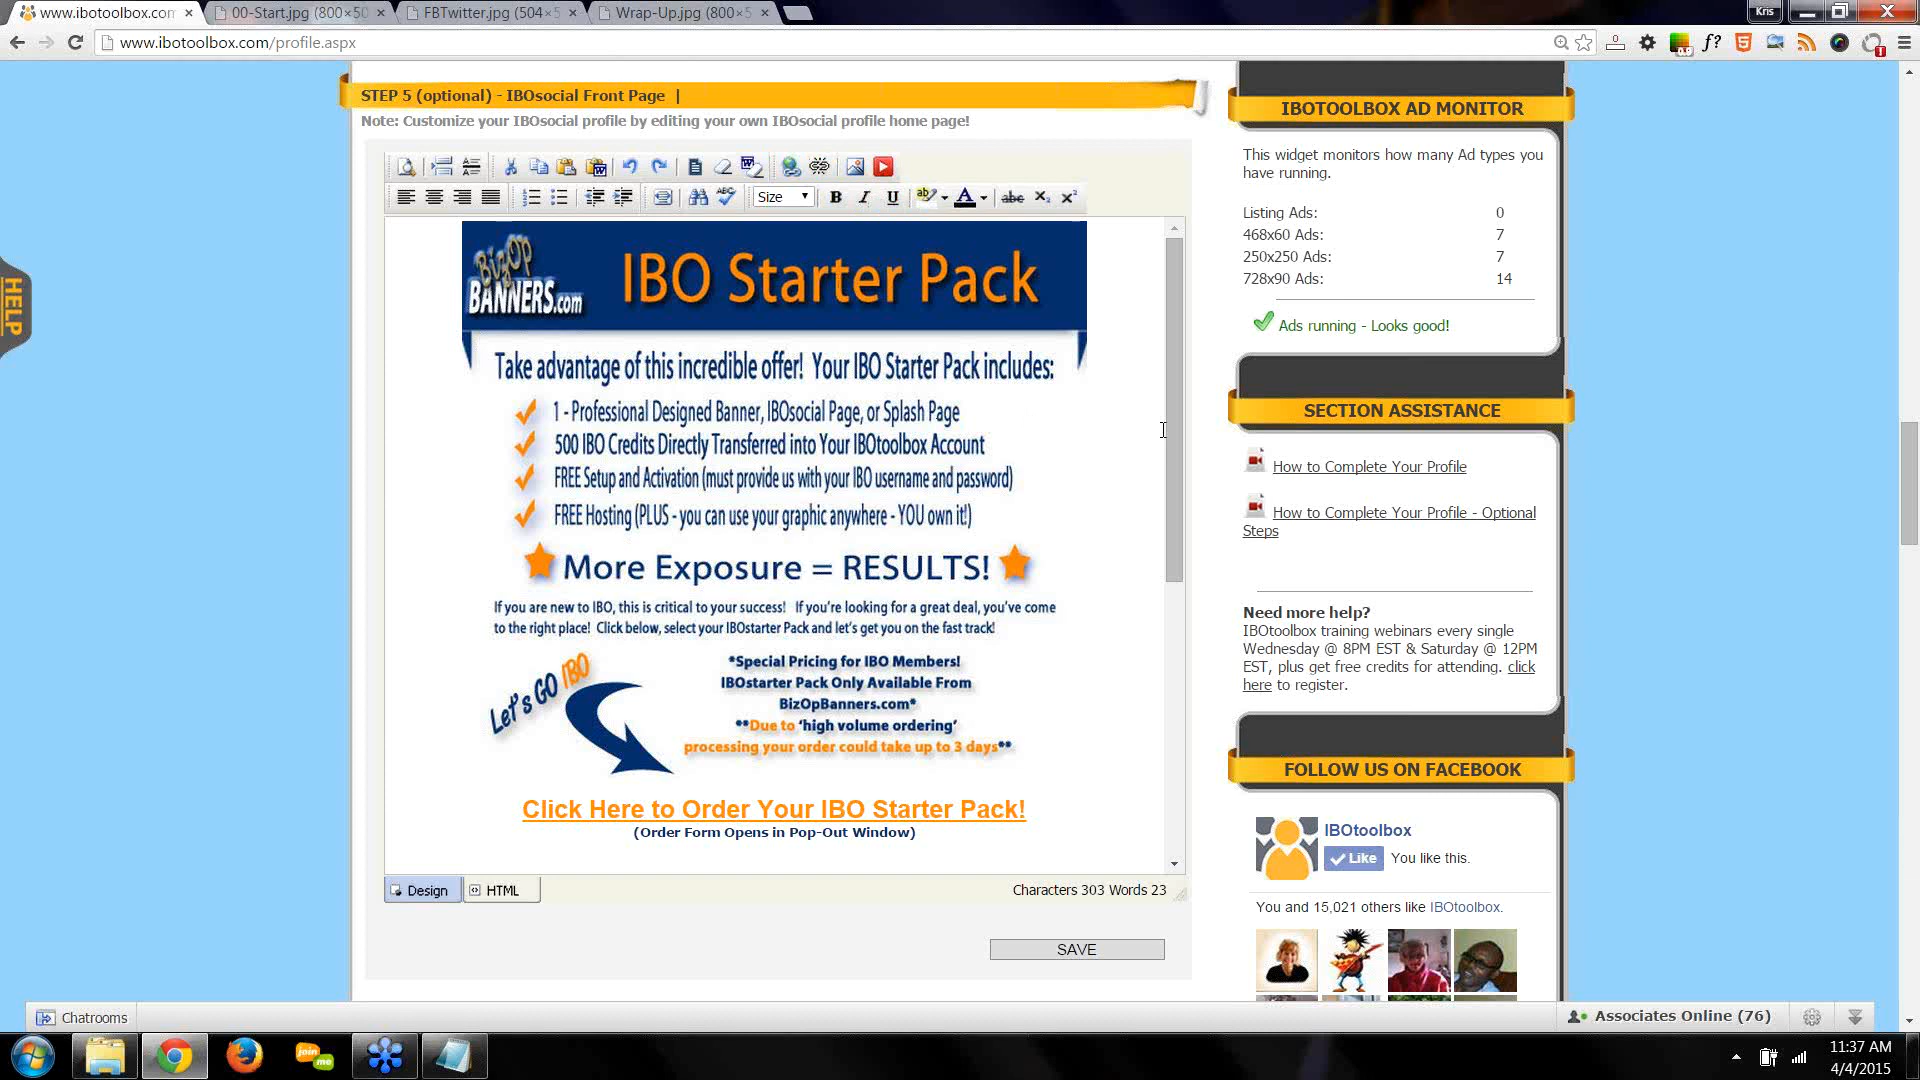 www.ibotoolbox.con
00-Start.jpg (800×50
FBTwitter.jpg (504×5
Wrap-Up.jpg (800×5
Kris
www.ibotoolbox.com/profile.aspx
STEP 5 (optional) - IBOsocial Front Page |
Note: Customize your IBOsocial profile by editing your own IBOsocial profile home page!
Size
HELP
BizOp
BANNERS.com
IBO Starter Pack
Take advantage of this incredible offer! Your IBO Starter Pack includes:
1 - Professional Designed Banner, IBOsocial Page, or Splash Page
500 IBO Credits Directly Transferred into Your IBOtoolbox Account
FREE Setup and Activation (must provide us with your IBO username and password)
FREE Hosting (PLUS - you can use your graphic anywhere - YOU own it!)
More Exposure = RESULTS!
If you are new to IBO, this is critical to your success! If you're looking for a great deal, you've come
to the right place! Click below, select your IBOstarter Pack and let's get you on the fast track!
Let's GO IBO
*Special Pricing for IBO Members!
IBOstarter Pack Only Available From
BizOpBanners.com*
**Due to 'high volume ordering'
processing your order could take up to 3 days**
Click Here to Order Your IBO Starter Pack!
(Order Form Opens in Pop-Out Window)
Design
HTML
Characters 303 Words 23
SAVE
IBOTOOLBOX AD MONITOR
This widget monitors how many Ad types you
have running.
Listing Ads: 0
468x60 Ads: 7
250x250 Ads: 7
728x90 Ads: 14
Ads running - Looks good!
SECTION ASSISTANCE
How to Complete Your Profile
How to Complete Your Profile - Optional
Steps
Need more help?
IBOtoolbox training webinars every single
Wednesday @ 8PM EST & Saturday @ 12PM
EST, plus get free credits for attending. click
here to register.
FOLLOW US ON FACEBOOK
IBOtoolbox
Like
You like this.
You and 15,021 others like IBOtoolbox.
Chatrooms
Associates Online (76)
join
me
11:37 AM
4/4/2015